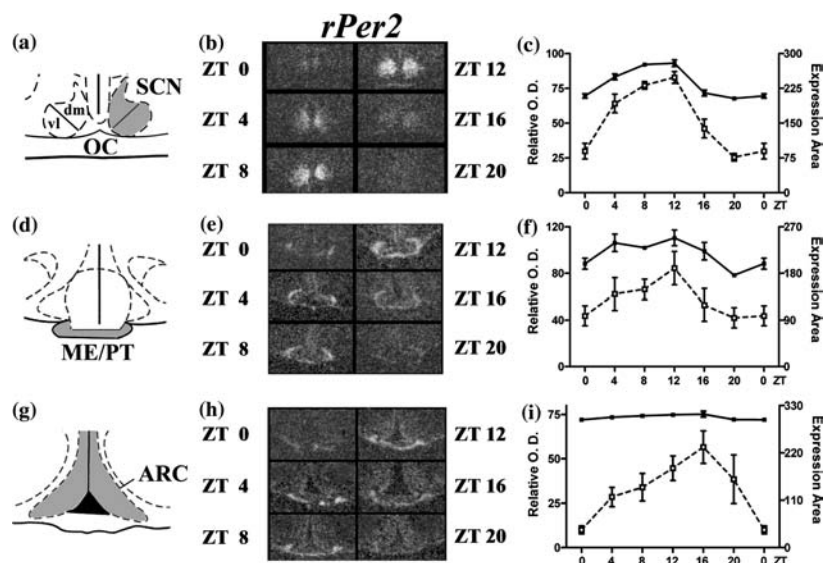 rPer2
(a)
SCN
dm
vl
OC
(b)
ZT 0
ZT 4
ZT 8
ZT 12
ZT 16
ZT 20
(c)
Relative O. D.
100
75
50
25
0
Expression Area
300
225
150
75
0
0 4 8 12 16 20 0 ZT
(d)
ME/PT
(e)
ZT 0
ZT 4
ZT 8
ZT 12
ZT 16
ZT 20
(f)
Relative O. D.
120
80
40
0
Expression Area
270
180
90
0
0 4 8 12 16 20 0 ZT
(g)
ARC
(h)
ZT 0
ZT 4
ZT 8
ZT 12
ZT 16
ZT 20
(i)
Relative O. D.
75
50
25
0
Expression Area
330
220
110
0
0 4 8 12 16 20 0 ZT